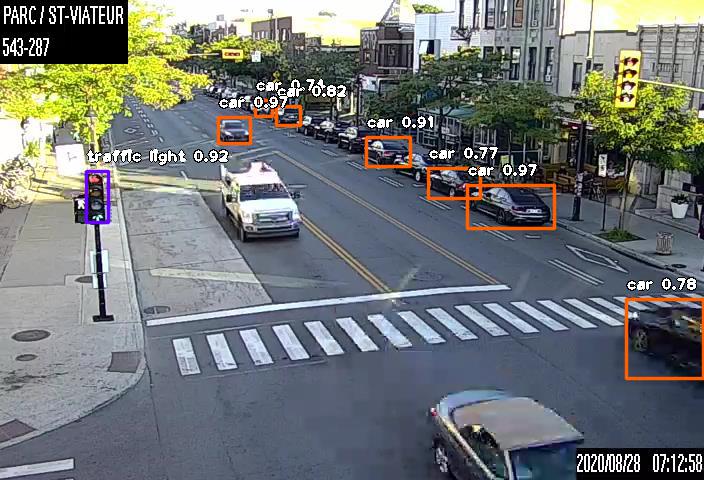 PARC / ST-VIATEUR
543-287
car 0.74
car 0.82
car 0.97
car 0.91
traffic light 0.92
car 0.77
car 0.97
car 0.78
2020/08/28 07:12:58